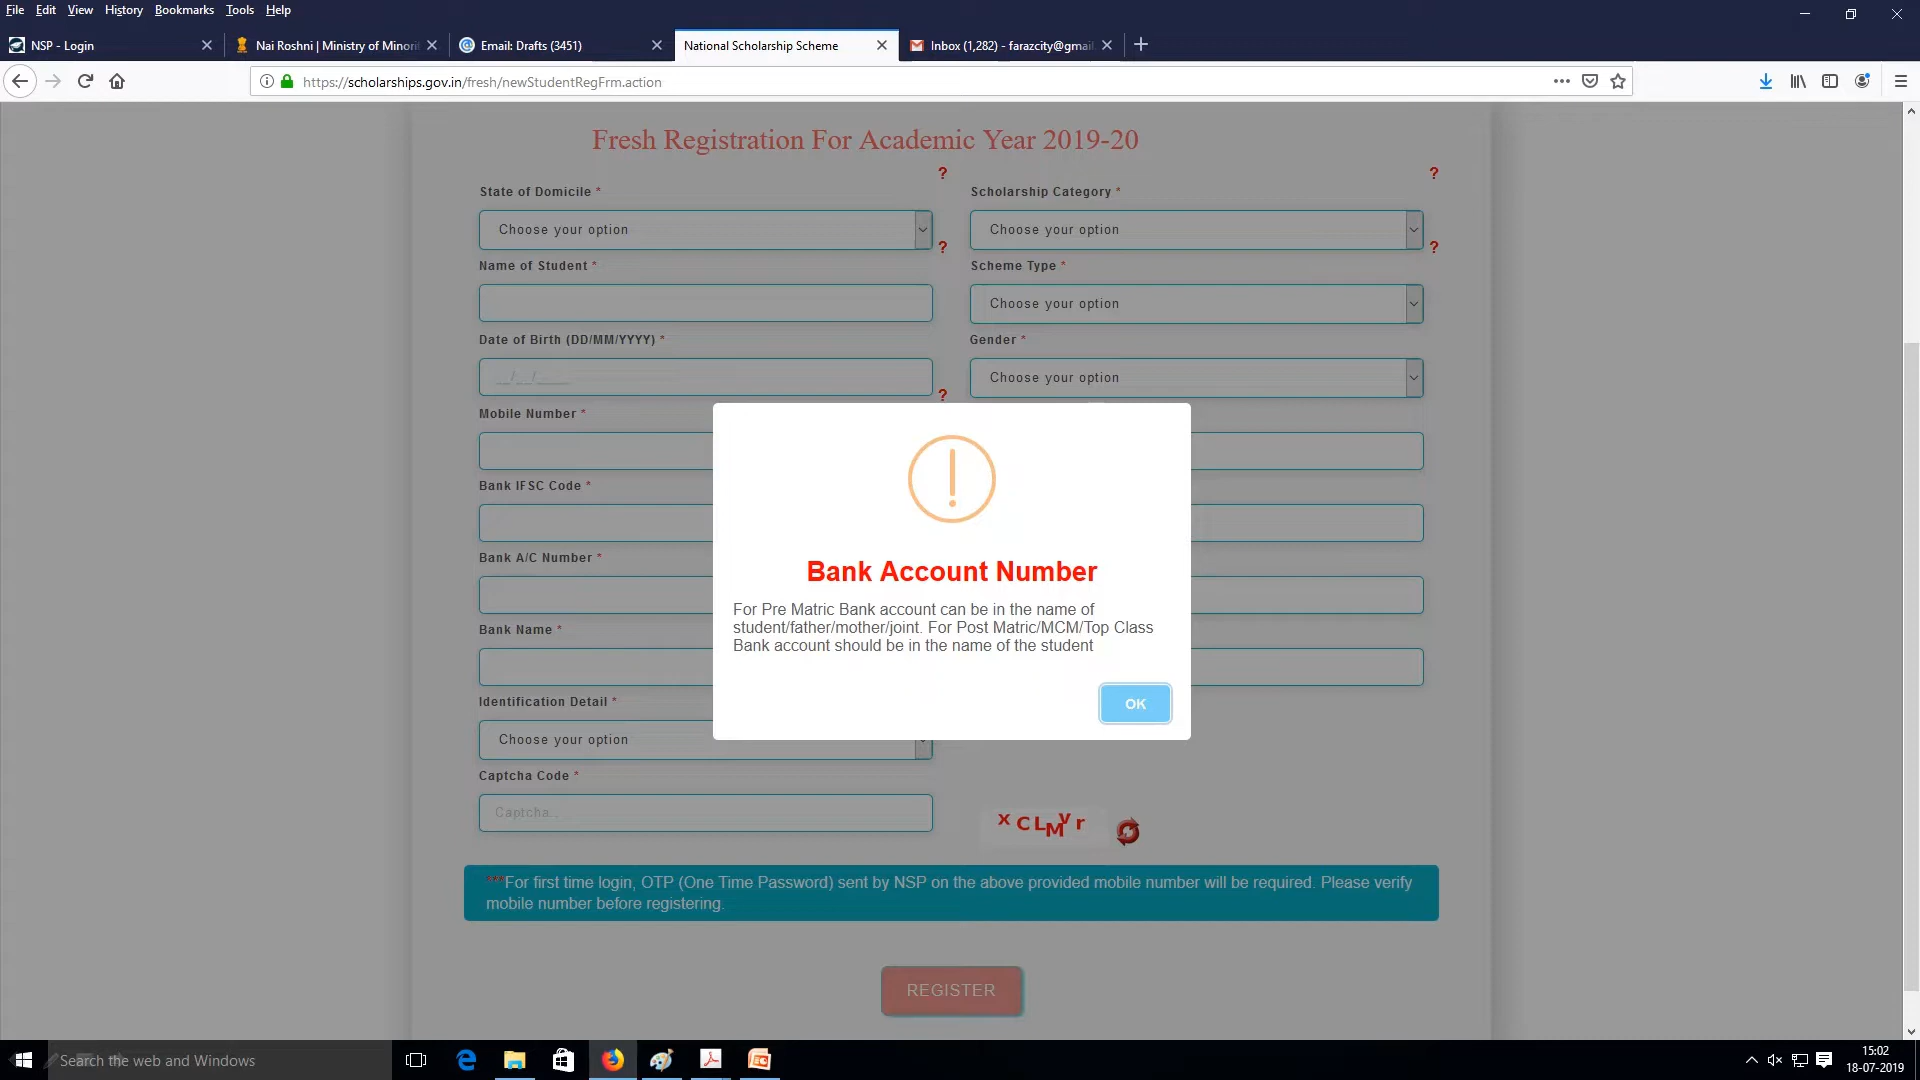 File Edit View History Bookmarks Tools Help
NSP - Login
Nai Roshni | Ministry of Minori
Email: Drafts (3451)
National Scholarship Scheme
Inbox (1,282) - farazcity@gmai
https://scholarships.gov.in/fresh/newStudentRegFrm.action
Fresh Registration For Academic Year 2019-20
? ?
State of Domicile * Scholarship Category *
Choose your option Choose your option
? ?
Name of Student * Scheme Type *
Choose your option
Date of Birth (DD/MM/YYYY) * Gender *
__/__/____ Choose your option
?
Mobile Number *
Bank IFSC Code *
Bank A/C Number *
Bank Name *
Identification Detail *
Choose your option
Captcha Code *
Captcha..
x C L M v r
Bank Account Number
For Pre Matric Bank account can be in the name of
student/father/mother/joint. For Post Matric/MCM/Top Class
Bank account should be in the name of the student
OK
***For first time login, OTP (One Time Password) sent by NSP on the above provided mobile number will be required. Please verify
mobile number before registering.
REGISTER
Search the web and Windows
15:02
18-07-2019